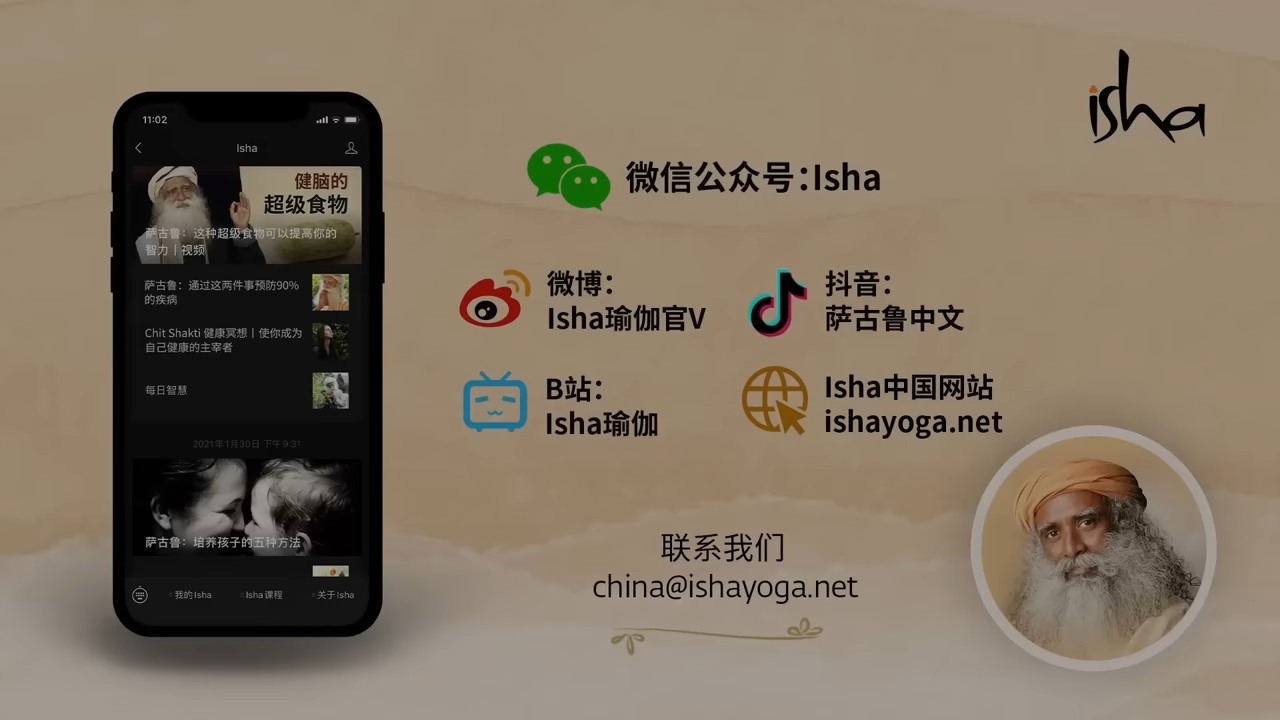 11:02
Isha
健脑的
超级食物
萨古鲁：这种超级食物可以提高你的
智力丨视频
萨古鲁：通过这两件事预防90%
的疾病
Chit Shakti 健康冥想丨使你成为
自己健康的主宰者
每日智慧
2021年1月30日 下午9:31
萨古鲁：培养孩子的五种方法
我的Isha
Isha课程
关于Isha
isha
微信公众号：Isha
微博：
Isha瑜伽官V
抖音：
萨古鲁中文
B站：
Isha瑜伽
Isha中国网站
ishayoga.net
联系我们
china@ishayoga.net